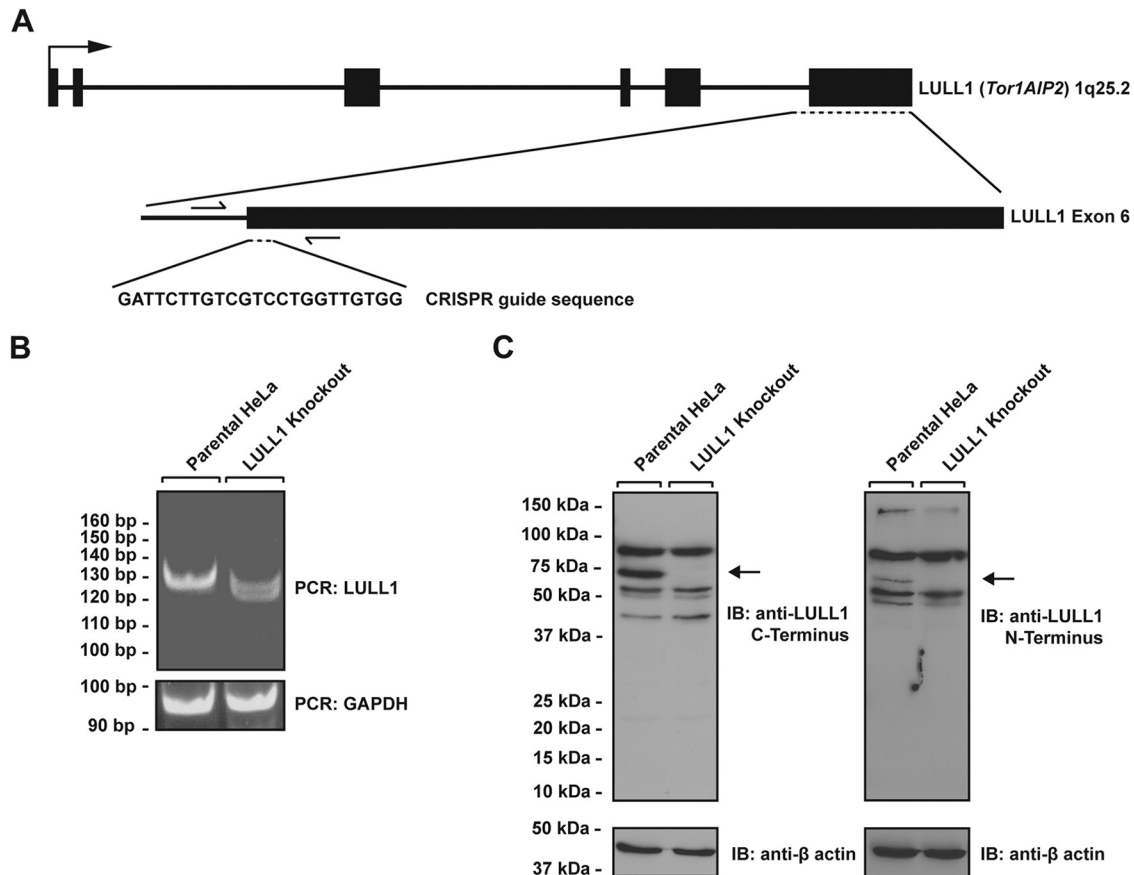 A
LULL1 (Tor1AIP2) 1q25.2
LULL1 Exon 6
GATTCTTGTCGTCCTGGTTGTGG CRISPR guide sequence
B
Parental HeLa
LULL1 Knockout
160 bp -
150 bp -
140 bp -
130 bp -
120 bp -
110 bp -
100 bp -
PCR: LULL1
100 bp -
90 bp -
PCR: GAPDH
C
Parental HeLa
LULL1 Knockout
150 kDa -
100 kDa -
75 kDa -
50 kDa -
37 kDa -
25 kDa -
20 kDa -
15 kDa -
10 kDa -
IB: anti-LULL1
C-Terminus
50 kDa -
37 kDa -
IB: anti-β actin
Parental HeLa
LULL1 Knockout
IB: anti-LULL1
N-Terminus
IB: anti-β actin